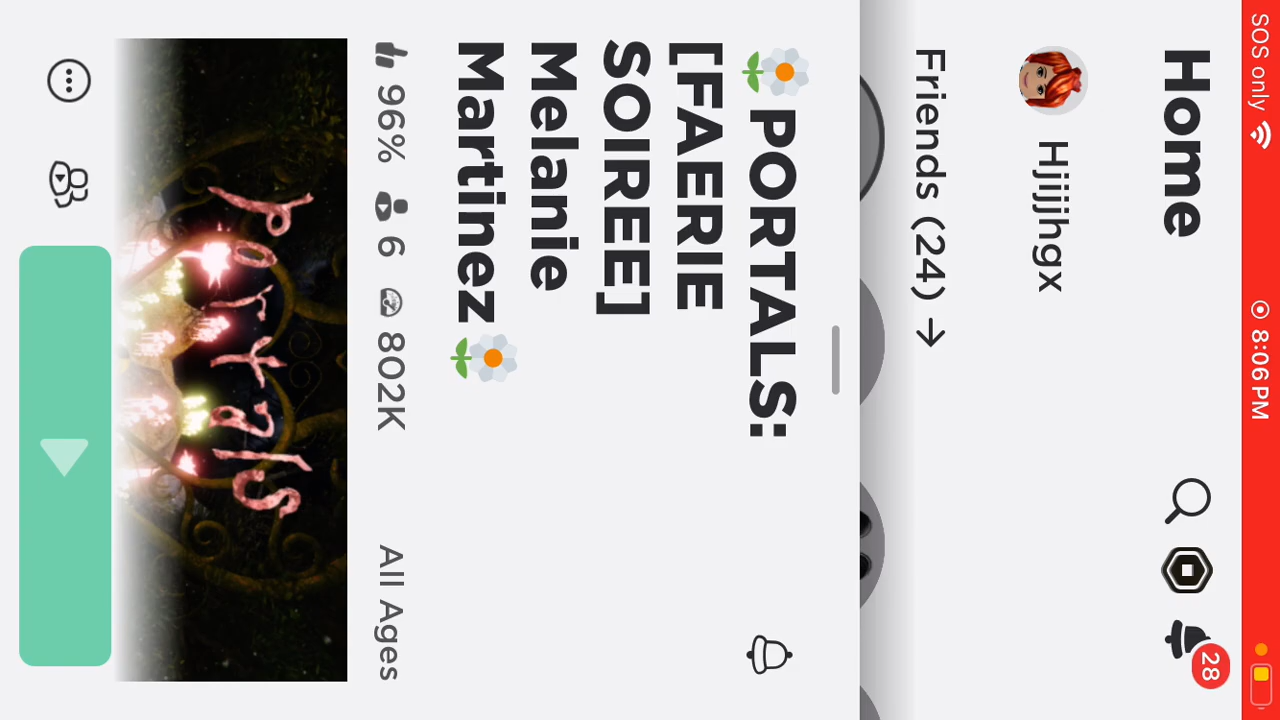 SOS only 8:06 PM
Home
28
Hjijjhgx
Friends (24) →
🌼PORTALS:
[FAERIE
SOIREE]
Melanie
Martinez🌼
96% 6 802K All Ages
portals